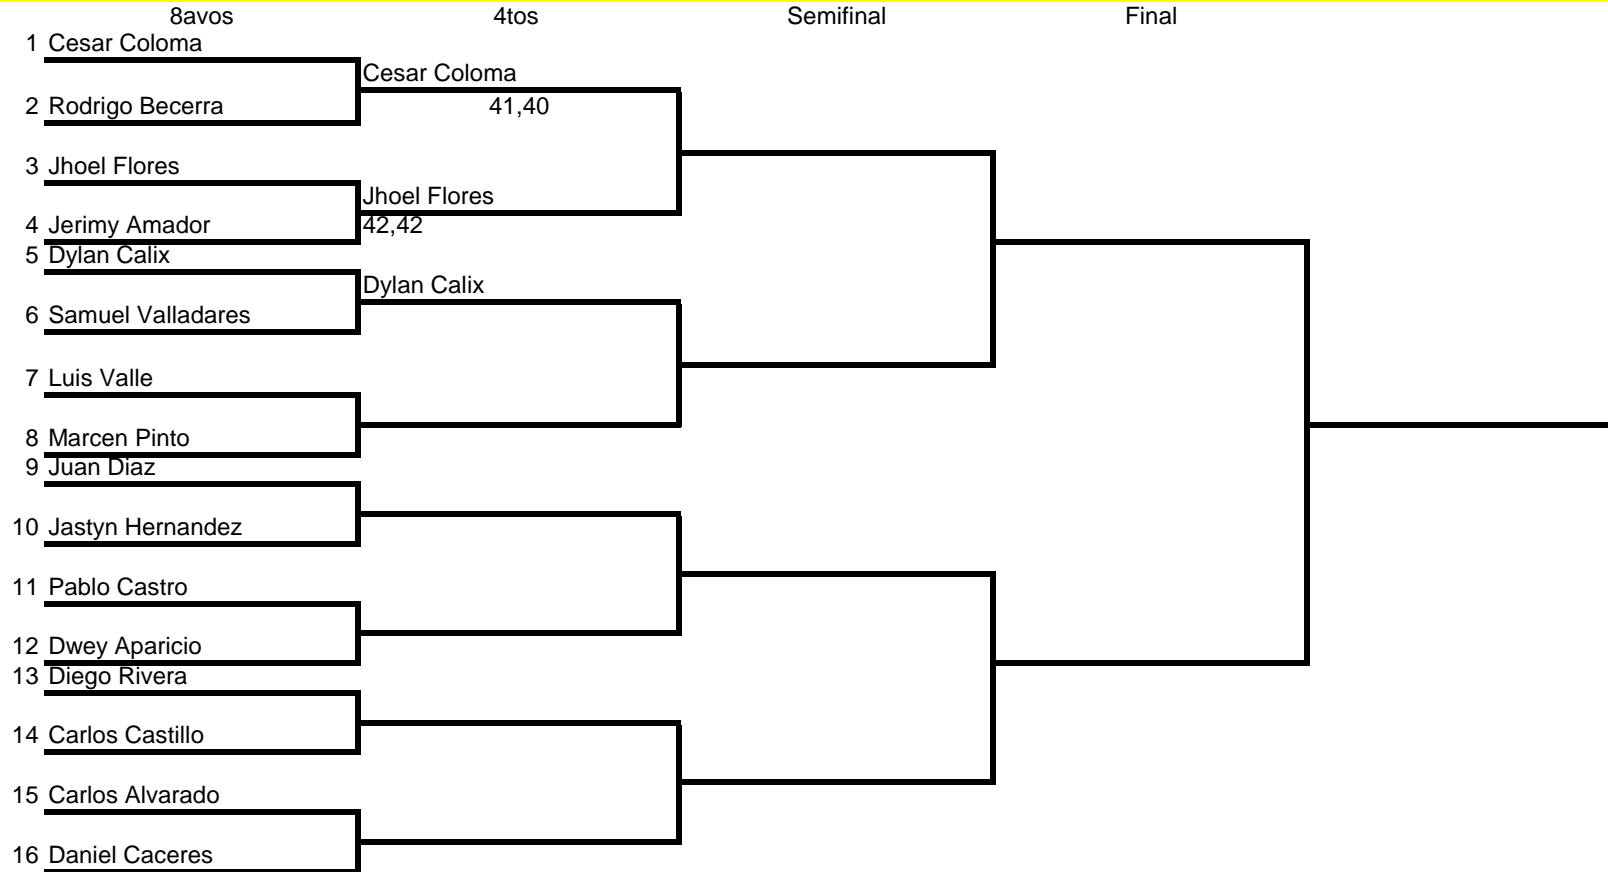 8avos 4tos Semifinal Final
1 Cesar Coloma
Cesar Coloma
2 Rodrigo Becerra 41,40
3 Jhoel Flores
Jhoel Flores
4 Jerimy Amador 42,42
5 Dylan Calix
Dylan Calix
6 Samuel Valladares
7 Luis Valle
8 Marcen Pinto
9 Juan Diaz
10 Jastyn Hernandez
11 Pablo Castro
12 Dwey Aparicio
13 Diego Rivera
14 Carlos Castillo
15 Carlos Alvarado
16 Daniel Caceres